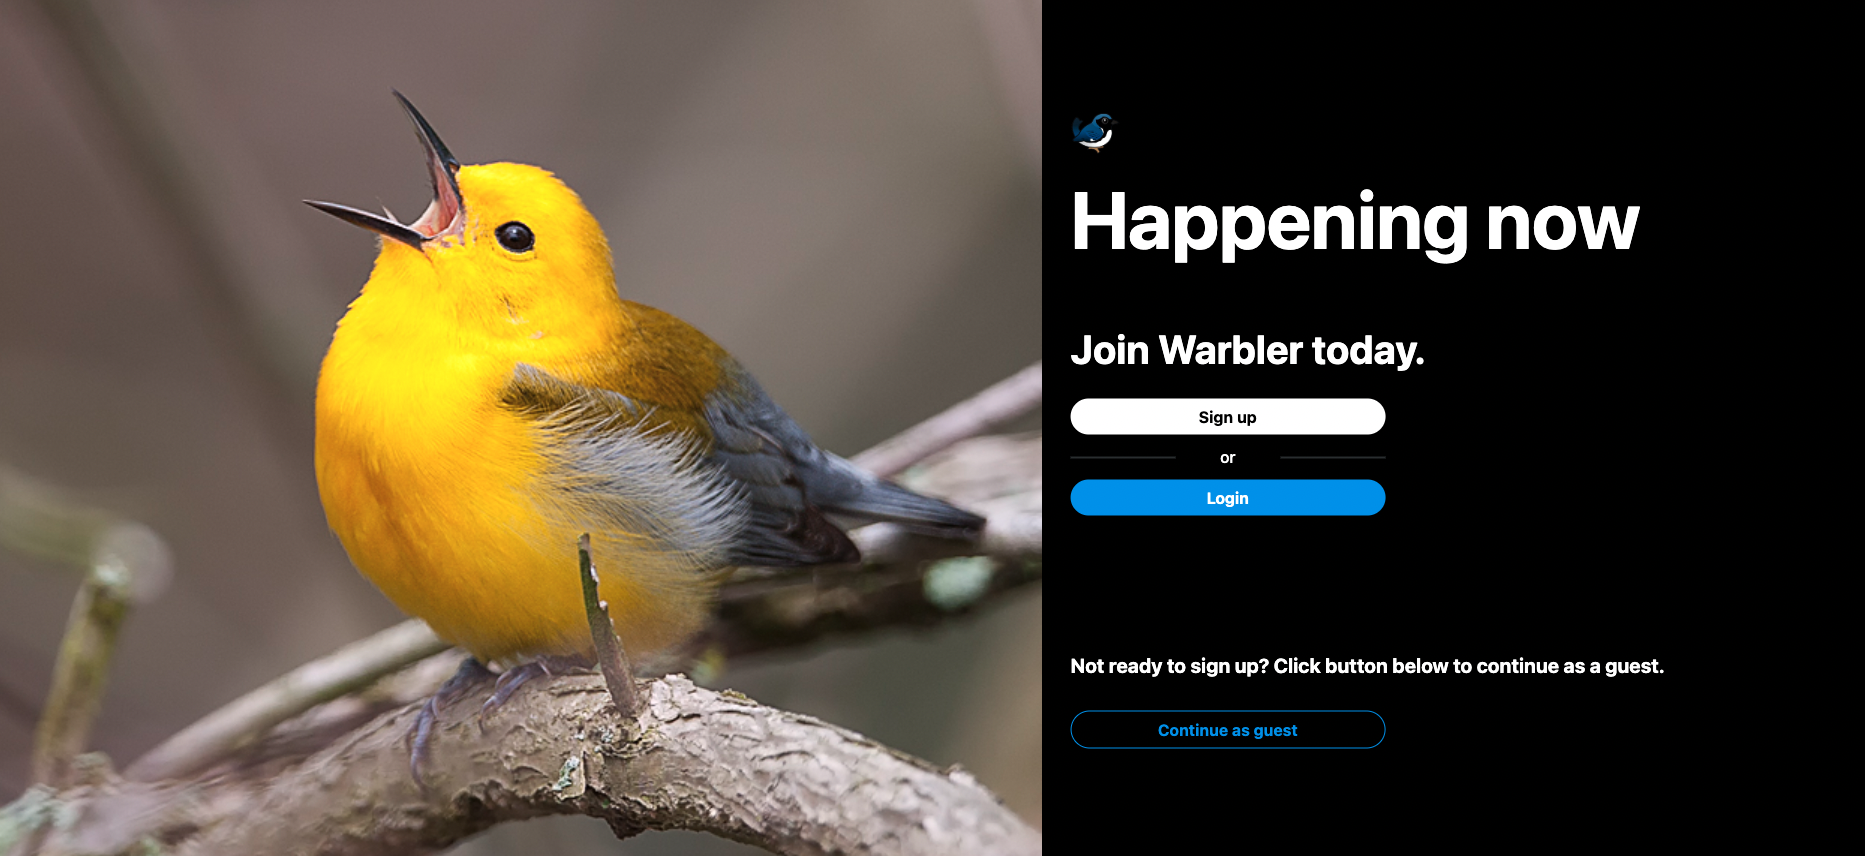 Happening now
Join Warbler today.
Sign up
or
Login
Not ready to sign up? Click button below to continue as a guest.
Continue as guest